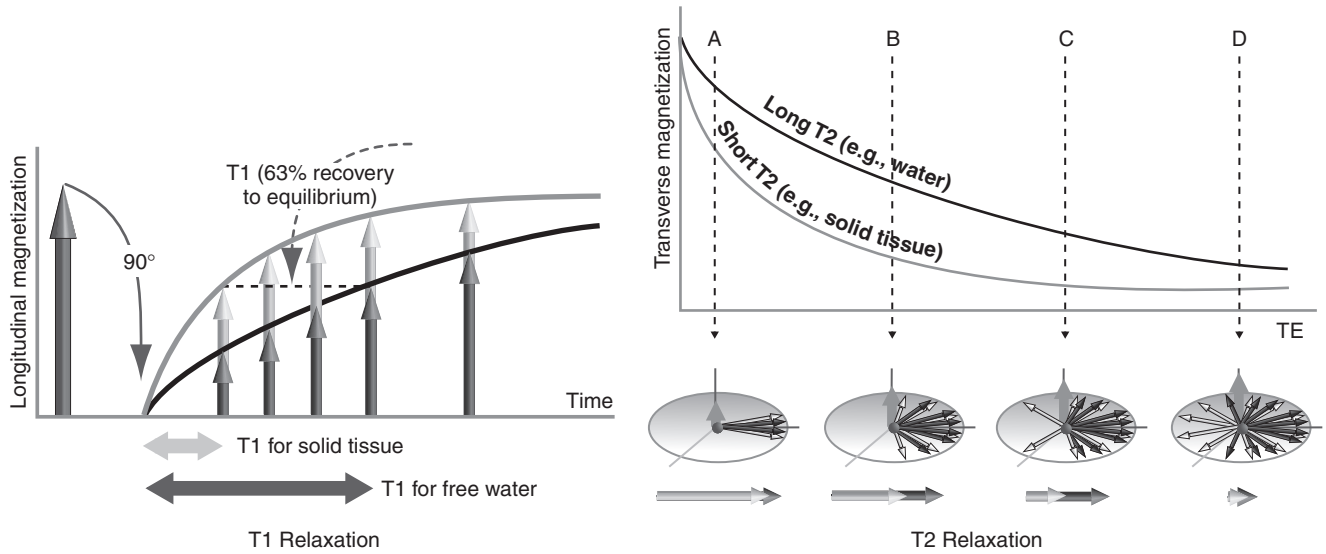 Longitudinal magnetization
90°
T1 (63% recovery
to equilibrium)
Time
T1 for solid tissue
T1 for free water
T1 Relaxation
Transverse magnetization
A
B
C
D
Long T2 (e.g., water)
Short T2 (e.g., solid tissue)
TE
T2 Relaxation